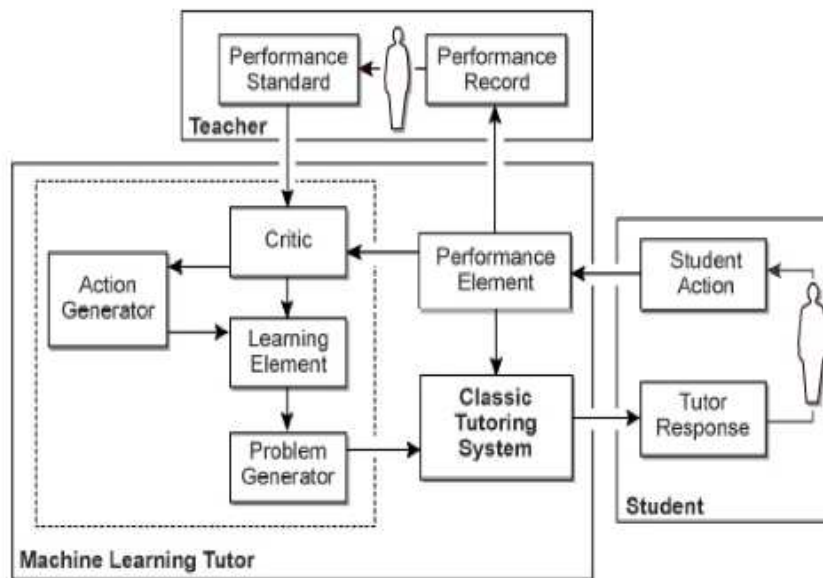 Performance
Standard
Performance
Record
Teacher
Critic
Performance
Element
Student
Action
Action
Generator
Learning
Element
Classic
Tutoring
System
Tutor
Response
Problem
Generator
Student
Machine Learning Tutor